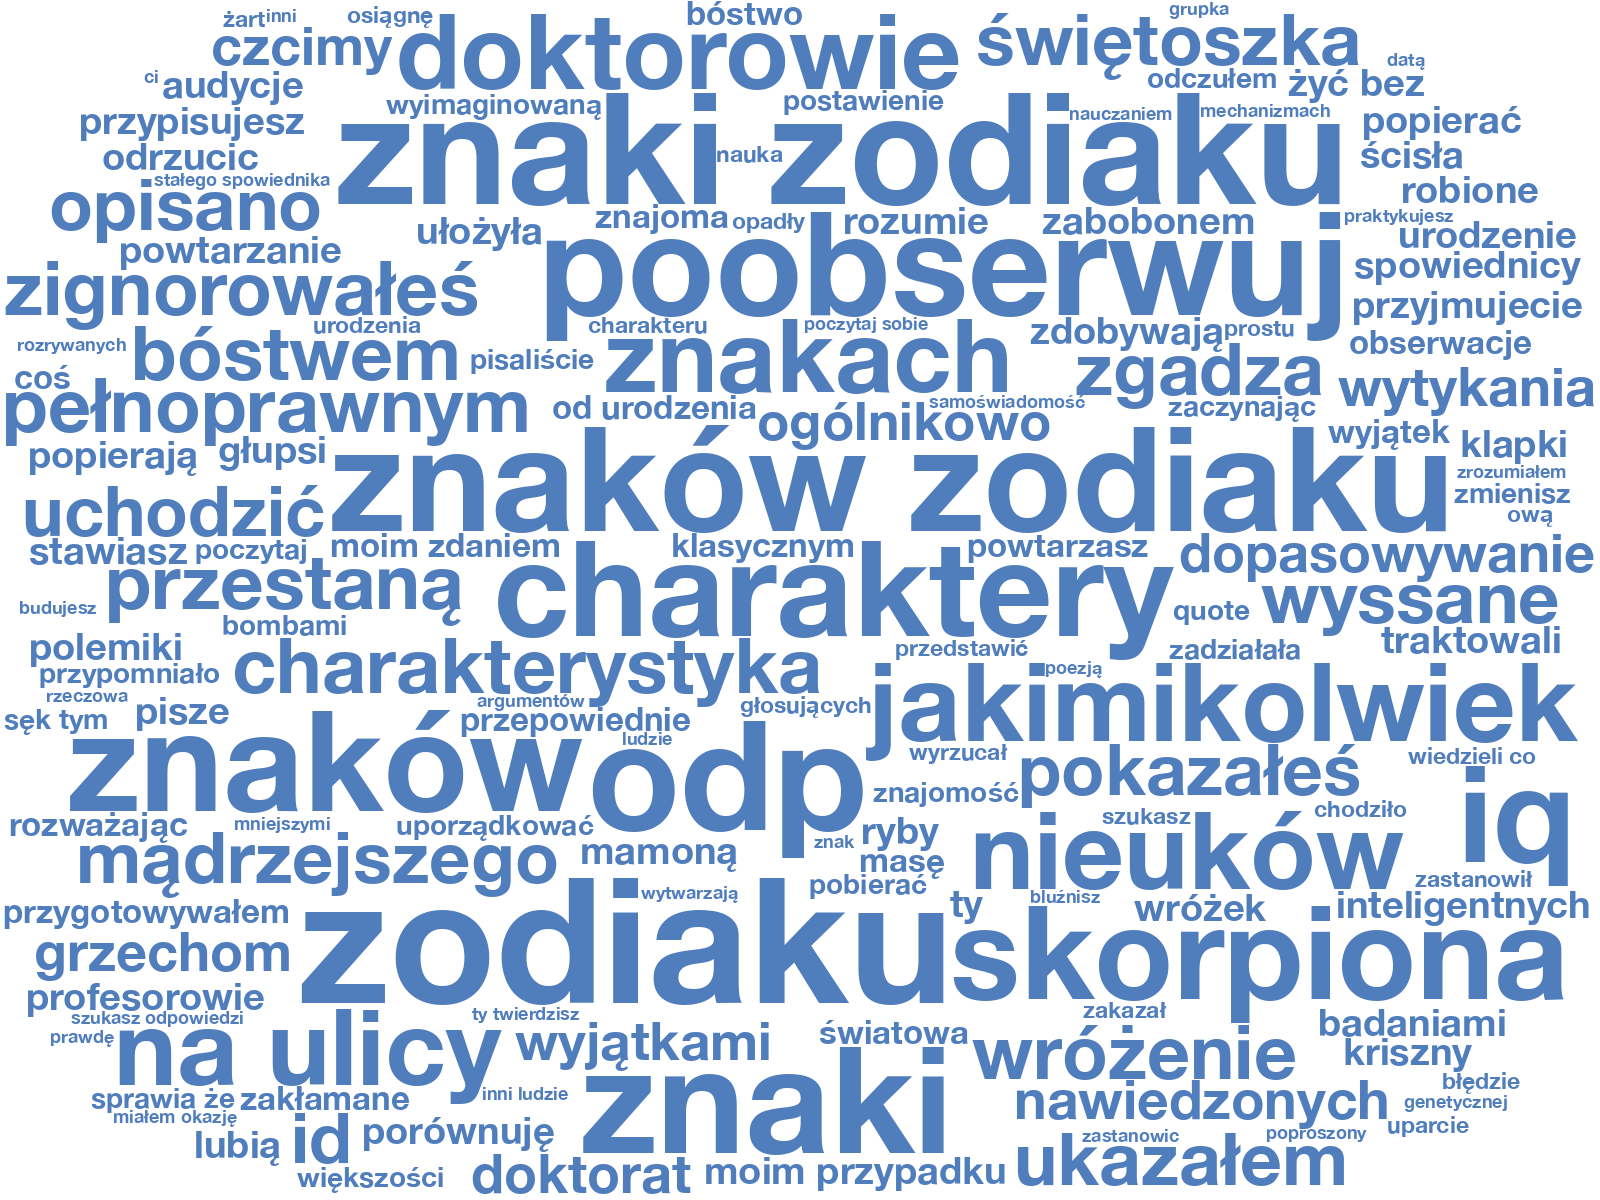 żart inni osiągnę bóstwo grupka
czcimy doktorowie świętoszka datą
ci audycje odczułem żyć bez
wyimaginowaną postawienie
przypisujesz znaki zodiaku nauczaniem mechanizmach popierać
odrzucic nauka ścisła
stałego spowiednika robione
opisano znajoma opadły rozumie zabobonem praktykujesz
powtarzanie ułożyła poobserwuj urodzenie
zignorowałeś spowiednicy
przyjmujecie
urodzenia charakteru poczytaj sobie zdobywają prostu
rozrywanych bóstwem pisaliście znakach obserwacje
coś zgadza wytykania
pełnoprawnym od urodzenia samoświadomość zaczynając
ogólnikowo wyjątek klapki
popierają głupsi znaków zodiaku zrozumiałem
uchodzić zmienisz
ową
stawiasz poczytaj moim zdaniem klasycznym powtarzasz dopasowywanie
przestaną charaktery wyssane
budujesz quote
bombami
polemiki charakterystyka przedstawić zadziałała traktowali
przypomniało poezją
rzeczowa argumentów jakimikolwiek
sęk tym pisze przepowiednie głosujących
ludzie
znaków odp wyrzucał wiedzieli co
pokazałeś
znajomość iq
rozważając mniejszymi uporządkować szukasz chodziło
znak ryby nieuków
mądrzejszego mamoną masę
pobierać zastanowił
wytwarzają bluźnisz
przygotowywałem zodiaku ty wróżek inteligentnych
grzechom skorpiona
profesorowie
szukasz odpowiedzi ty twierdzisz zakazał
prawdę na ulicy wyjątkami światowa badaniami
wróżenie kriszny
znaki błędzie
sprawia że zakłamane inni ludzie nawiedzonych genetycznej
miałem okazję uparcie
lubią id porównuję zastanowic poproszony
większości doktorat moim przypadku ukazałem